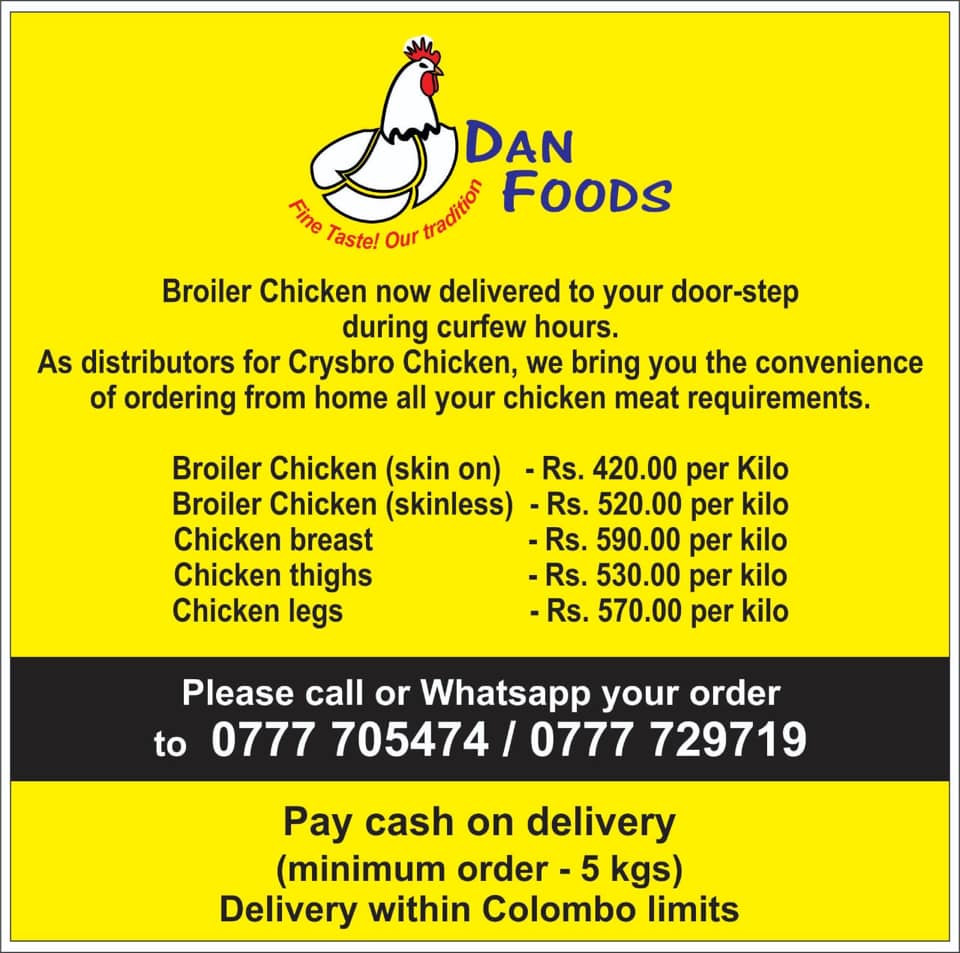 DAN
FOODS
Fine Taste! Our tradition
Broiler Chicken now delivered to your door-step
during curfew hours.
As distributors for Crysbro Chicken, we bring you the convenience
of ordering from home all your chicken meat requirements.
Broiler Chicken (skin on) - Rs. 420.00 per Kilo
Broiler Chicken (skinless) - Rs. 520.00 per kilo
Chicken breast - Rs. 590.00 per kilo
Chicken thighs - Rs. 530.00 per kilo
Chicken legs - Rs. 570.00 per kilo
Please call or Whatsapp your order
to 0777 705474 / 0777 729719
Pay cash on delivery
(minimum order - 5 kgs)
Delivery within Colombo limits